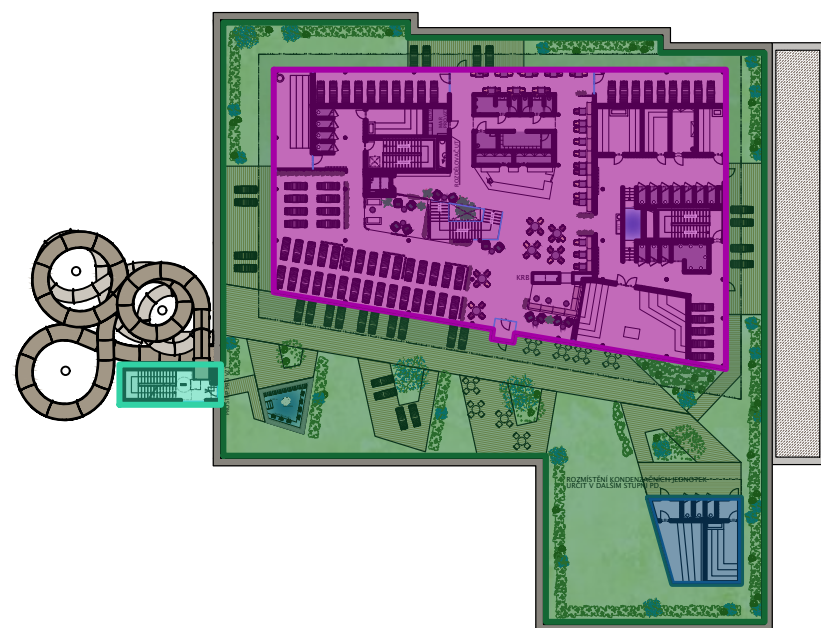 KRB
ROZMÍSTĚNÍ KONDENZAČNÍCH JEDNOTEK
URČIT V DALŠÍM STUPNI PD